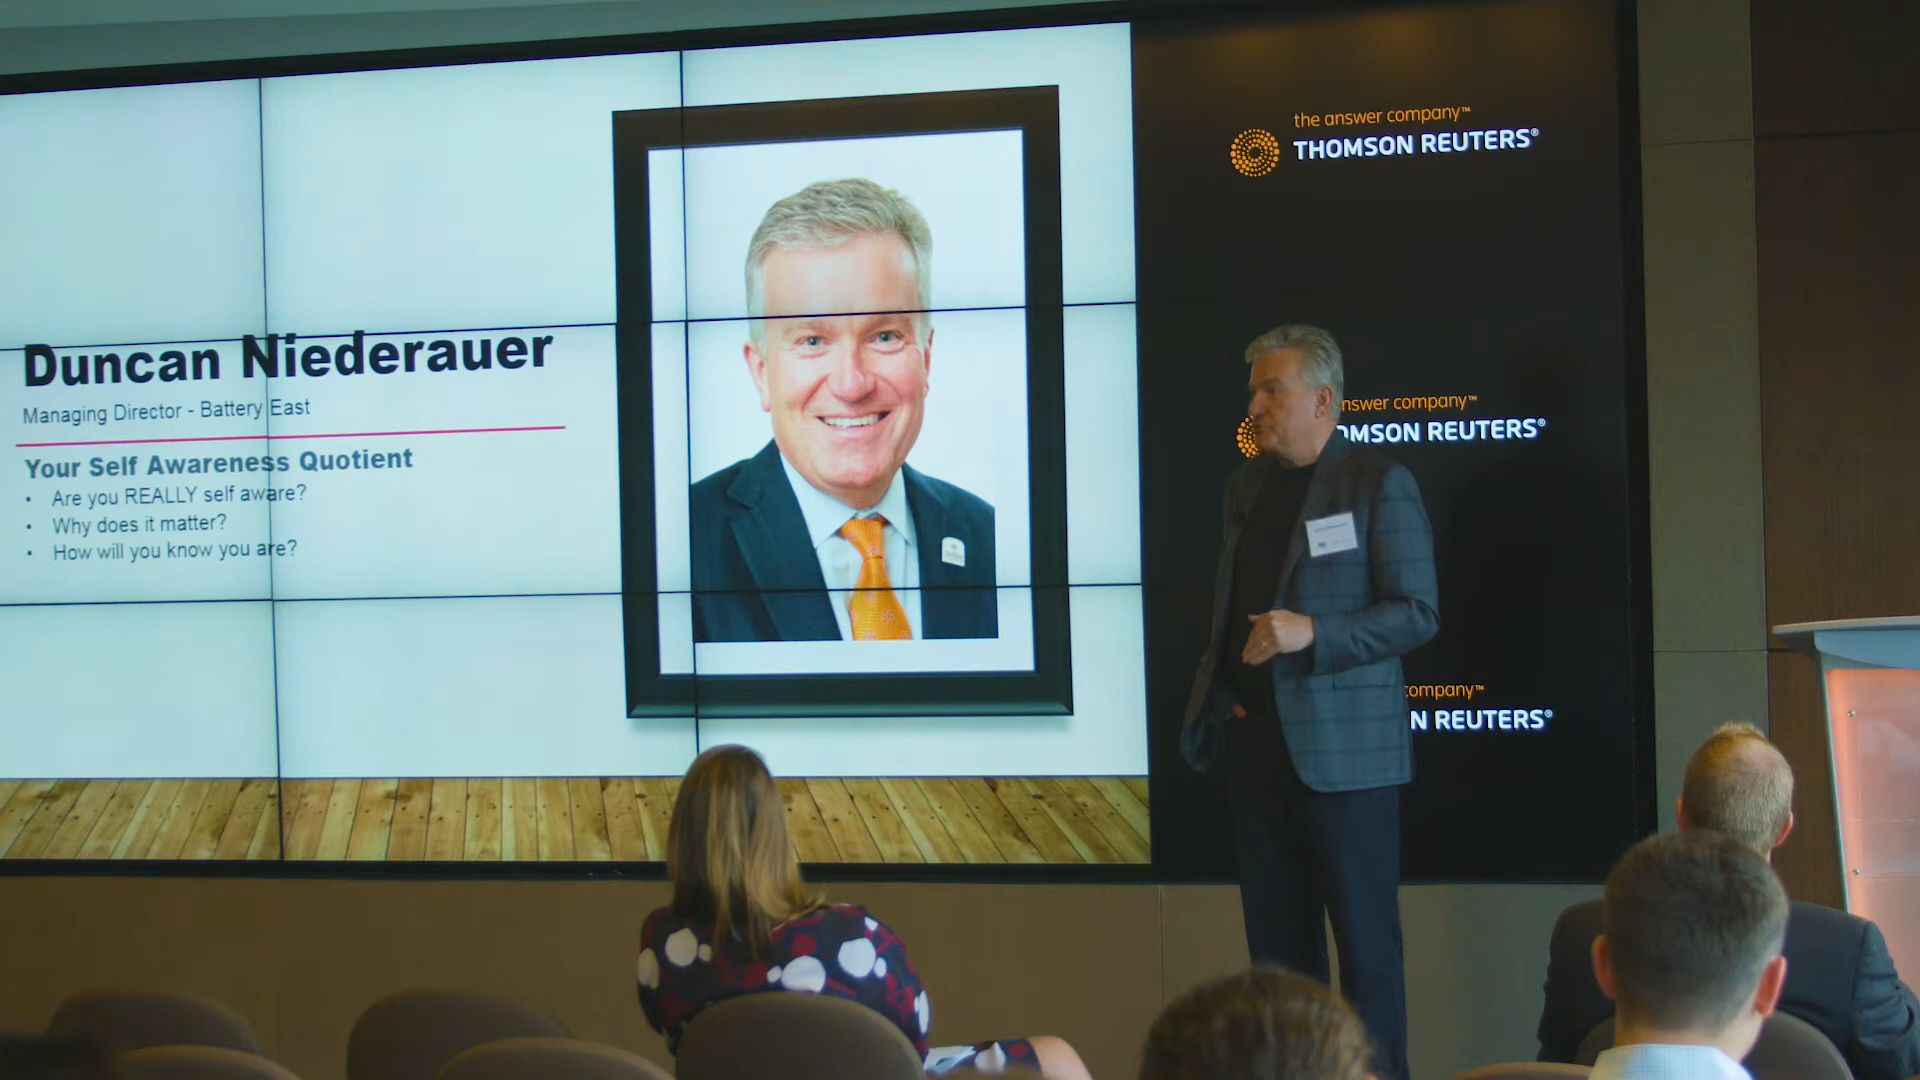 Duncan Niederauer
Managing Director - Battery East
Your Self Awareness Quotient
• Are you REALLY self aware?
• Why does it matter?
• How will you know you are?
the answer company™
THOMSON REUTERS®
nswer company™
OMSON REUTERS®
company™
N REUTERS®